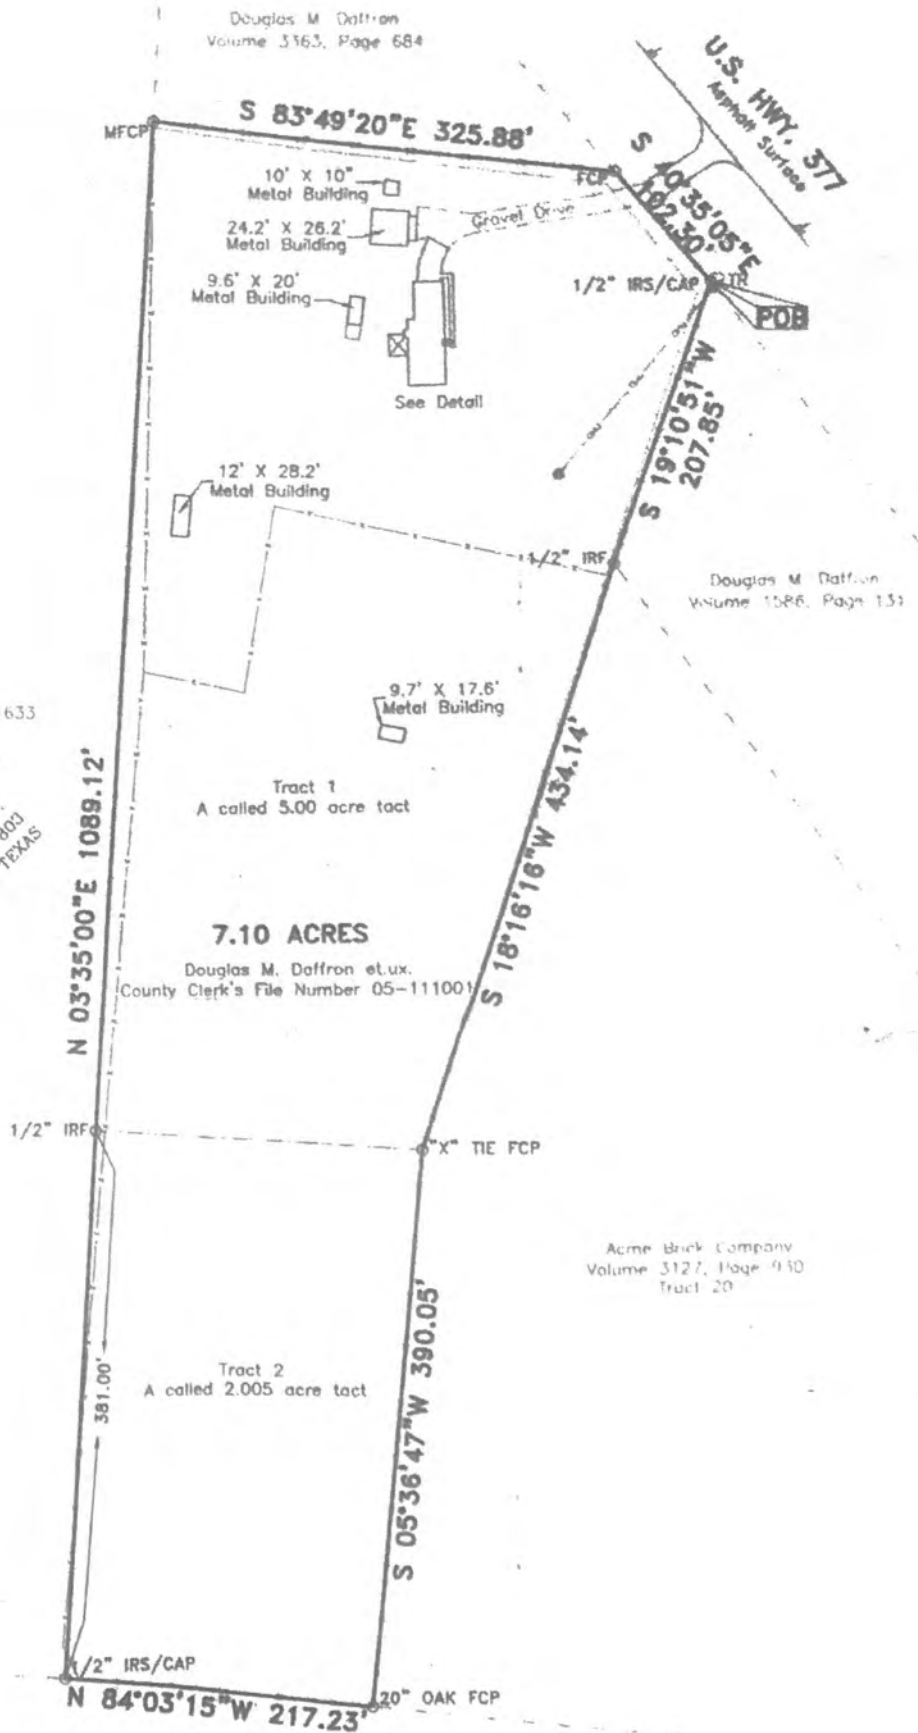 Douglas M Daffron
Volume 3363, Page 684
U.S. HWY. 377
Asphalt Surface
S 83°49'20"E 325.88'
MFCP
FCP
S 40°35'05"E
102.30'
10' X 10"
Metal Building
24.2' X 26.2'
Metal Building
Gravel Drive
9.6' X 20'
Metal Building
1/2" IRS/CAP
TR
POB
See Detail
S 19°10'51"W
207.85'
12' X 28.2'
Metal Building
1/2" IRF
Douglas M Daffron
Volume 1586, Page 131
633
9.7' X 17.6'
Metal Building
803
TEXAS
Tract 1
A called 5.00 acre tact
N 03°35'00"E 1089.12'
S 18°16'16"W 434.14'
7.10 ACRES
Douglas M. Daffron et.ux.
County Clerk's File Number 05-111001
1/2" IRF
"X" TIE FCP
Acme Brick Company
Volume 3127, Page 930
Tract 20
381.00'
Tract 2
A called 2.005 acre tact
S 05°36'47"W 390.05'
1/2" IRS/CAP
20" OAK FCP
N 84°03'15"W 217.23'